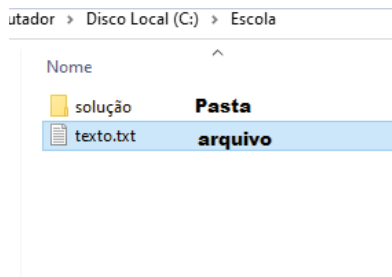 utador > Disco Local (C:) > Escola
Nome
solução Pasta
texto.txt arquivo